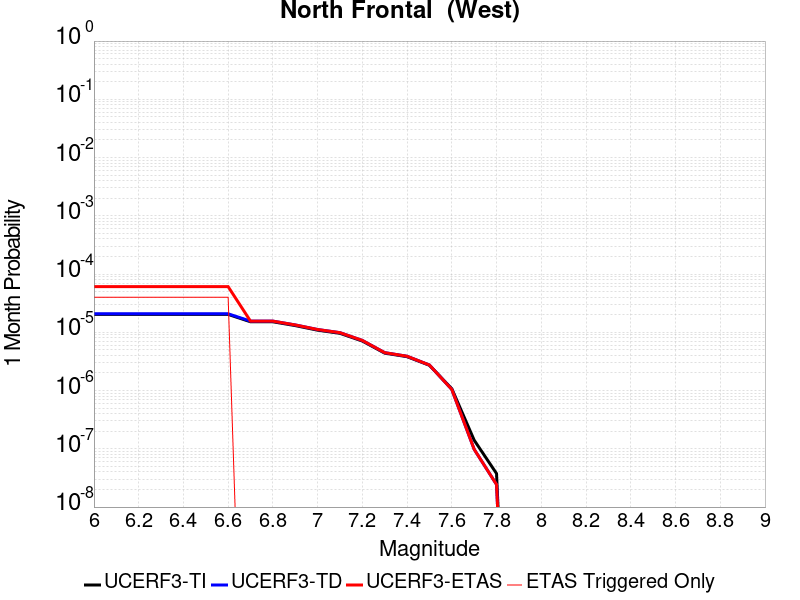 North Frontal  (West)
10^0
10^-1
10^-2
10^-3
10^-4
10^-5
10^-6
10^-7
10^-8
1 Month Probability
6 6.2 6.4 6.6 6.8 7 7.2 7.4 7.6 7.8 8 8.2 8.4 8.6 8.8 9
Magnitude
UCERF3-TI UCERF3-TD UCERF3-ETAS ETAS Triggered Only